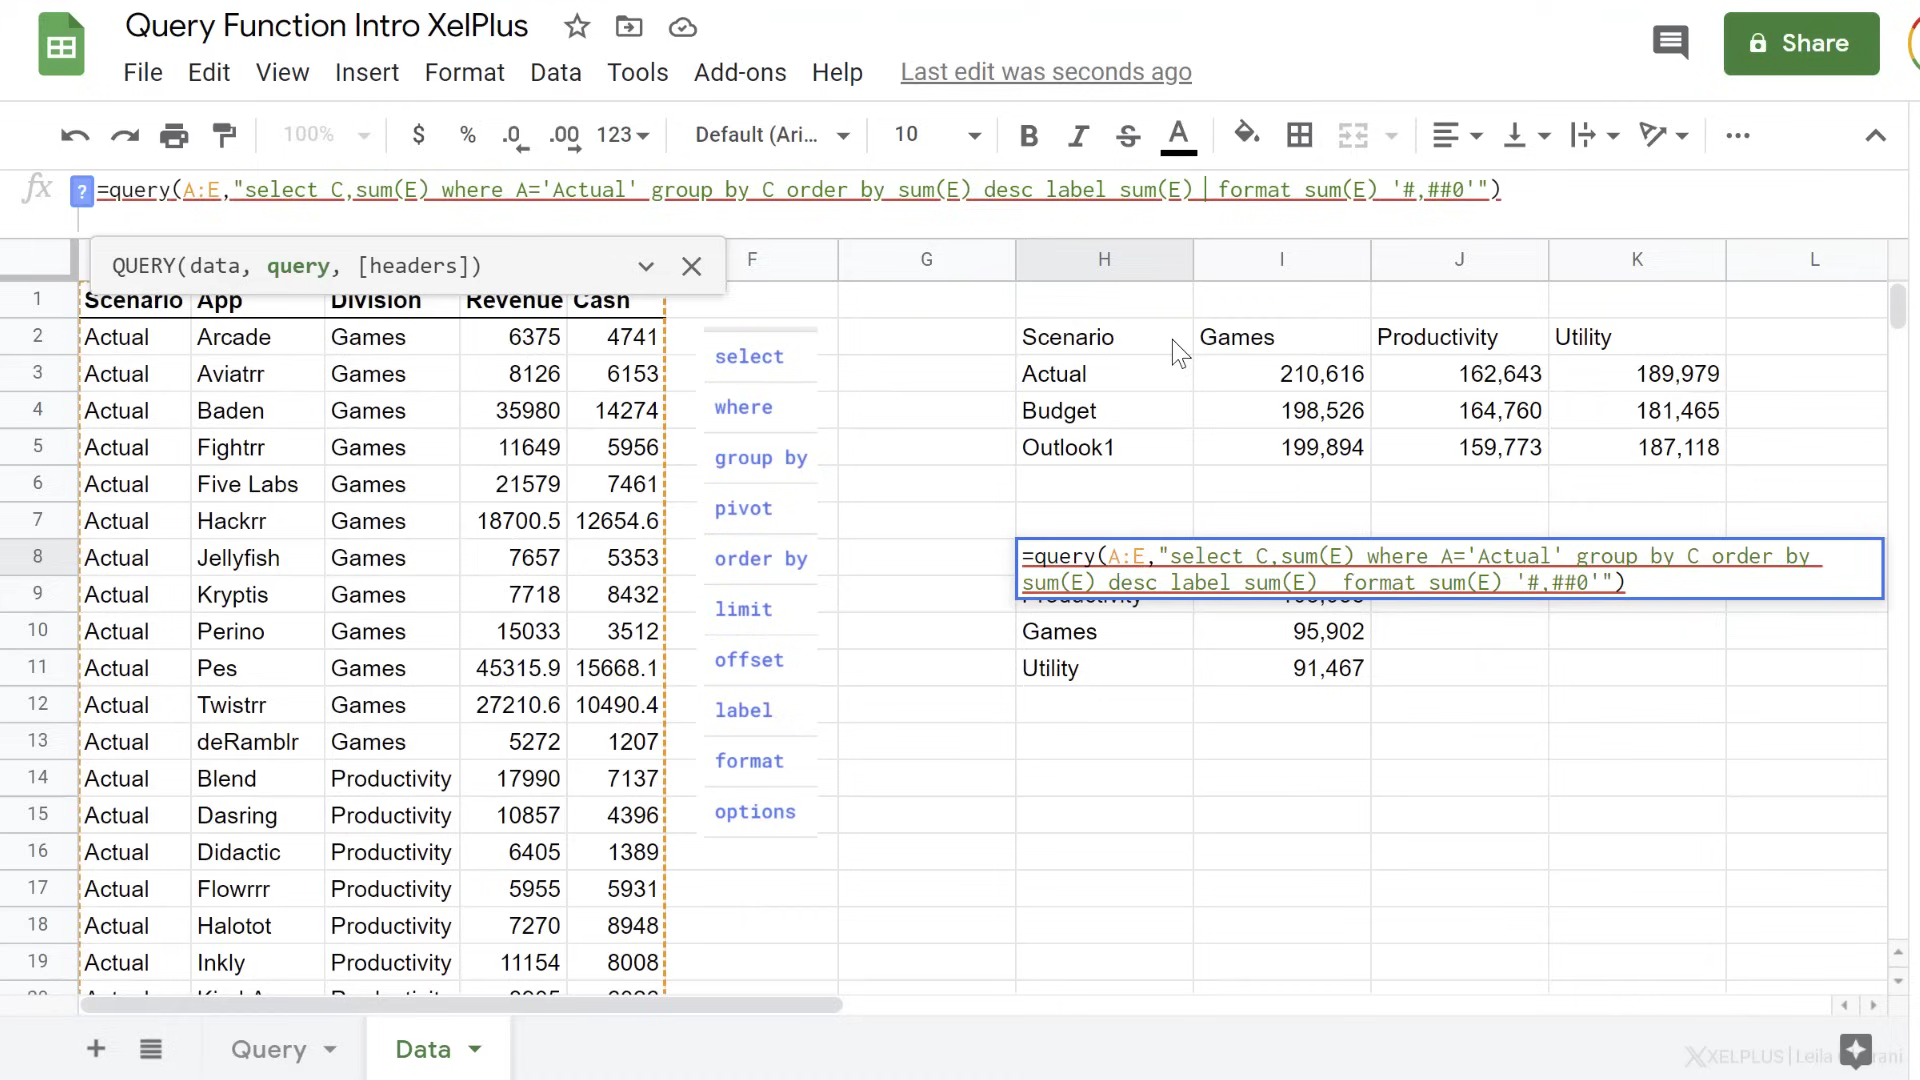 Query Function Intro XelPlus
File Edit View Insert Format Data Tools Add-ons Help Last edit was seconds ago
Share
100% $ % .0 .00 123 Default (Ari... 10 B I S A
fx ? =query(A:E,"select C,sum(E) where A='Actual' group by C order by sum(E) desc label sum(E) format sum(E) '#,##0'")
QUERY(data, query, [headers])
F G H I J K L
1 Scenario App Division Revenue Cash
2 Actual Arcade Games 6375 4741 Scenario Games Productivity Utility
select
3 Actual Aviatrr Games 8126 6153 Actual 210,616 162,643 189,979
where
4 Actual Baden Games 35980 14274 Budget 198,526 164,760 181,465
5 Actual Fightrr Games 11649 5956 Outlook1 199,894 159,773 187,118
group by
6 Actual Five Labs Games 21579 7461
pivot
7 Actual Hackrr Games 18700.5 12654.6
8 Actual Jellyfish Games 7657 5353 =query(A:E,"select C,sum(E) where A='Actual' group by C order by
order by
sum(E) desc label sum(E) format sum(E) '#,##0'")
9 Actual Kryptis Games 7718 8432 Productivity
limit
10 Actual Perino Games 15033 3512 Games 95,902
offset
11 Actual Pes Games 45315.9 15668.1 Utility 91,467
12 Actual Twistrr Games 27210.6 10490.4
label
13 Actual deRamblr Games 5272 1207
format
14 Actual Blend Productivity 17990 7137
options
15 Actual Dasring Productivity 10857 4396
16 Actual Didactic Productivity 6405 1389
17 Actual Flowrrr Productivity 5955 5931
18 Actual Halotot Productivity 7270 8948
19 Actual Inkly Productivity 11154 8008
+ Query Data
XELPLUS | Leila